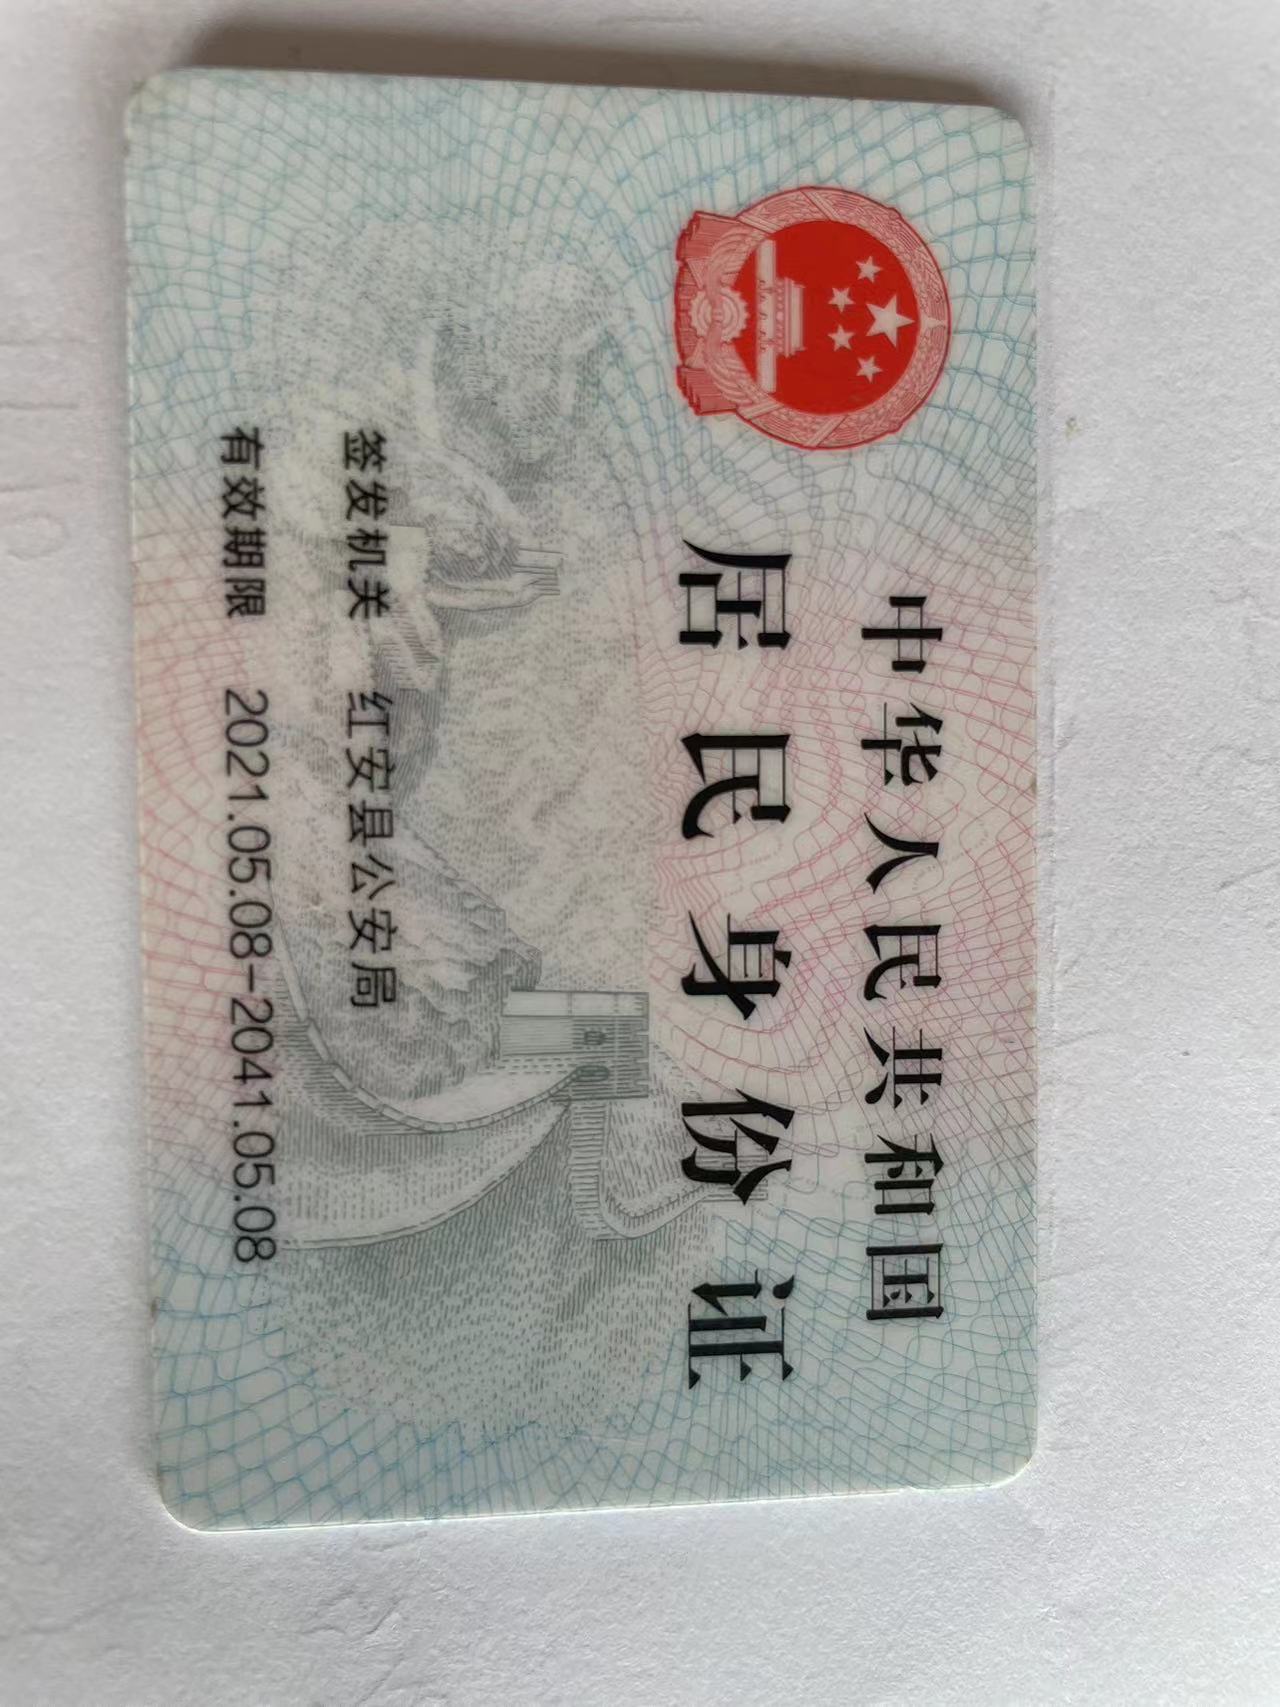 中华人民共和国
居民身份证
签发机关 红安县公安局
有效期限 2021.05.08-2041.05.08